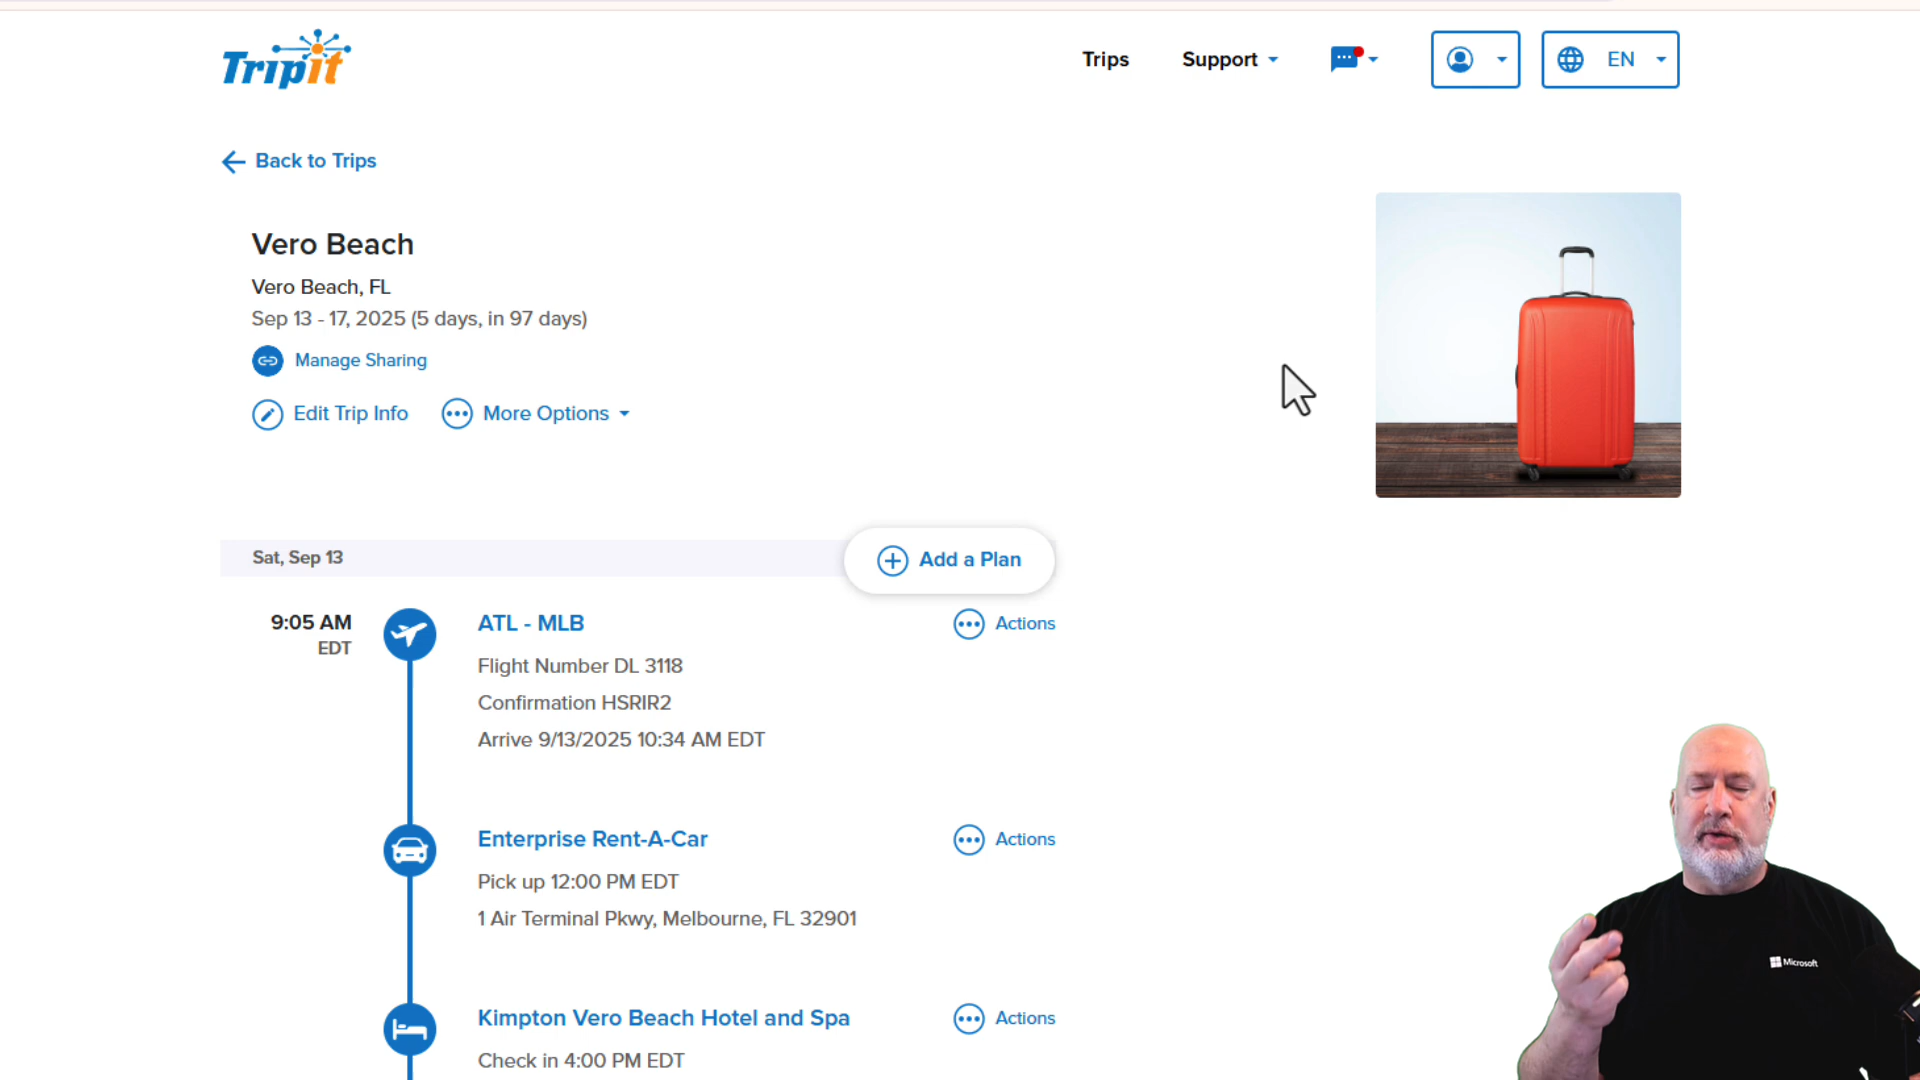 Tripit
Trips
Support
EN
Back to Trips
Vero Beach
Vero Beach, FL
Sep 13 - 17, 2025 (5 days, in 97 days)
Manage Sharing
Edit Trip Info
More Options
Sat, Sep 13
Add a Plan
9:05 AM
EDT
ATL - MLB
Actions
Flight Number DL 3118
Confirmation HSRIR2
Arrive 9/13/2025 10:34 AM EDT
Enterprise Rent-A-Car
Actions
Pick up 12:00 PM EDT
1 Air Terminal Pkwy, Melbourne, FL 32901
Microsoft
Kimpton Vero Beach Hotel and Spa
Actions
Check in 4:00 PM EDT